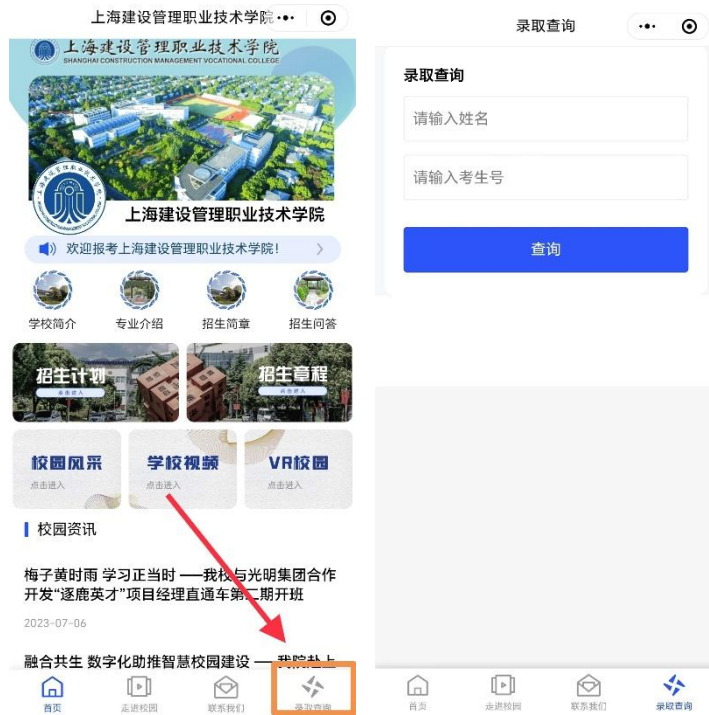 上海建设管理职业技术学院
上海建设管理职业技术学院
SHANGHAI CONSTRUCTION MANAGEMENT VOCATIONAL COLLEGE
上海建设管理职业技术学院
欢迎报考上海建设管理职业技术学院!
学校简介 专业介绍 招生简章 招生问答
招生计划 招生章程
点击进入 点击进入
校园风采 学校视频 VR校园
点击进入 点击进入 点击进入
校园资讯
梅子黄时雨 学习正当时 ——我校与光明集团合作
开发“逐鹿英才”项目经理直通车第二期开班
2023-07-06
融合共生 数字化助推智慧校园建设 — 我院赴上
首页 走进校园 联系我们 录取查询
录取查询
录取查询
请输入姓名
请输入考生号
查询
首页 走进校园 联系我们 录取查询